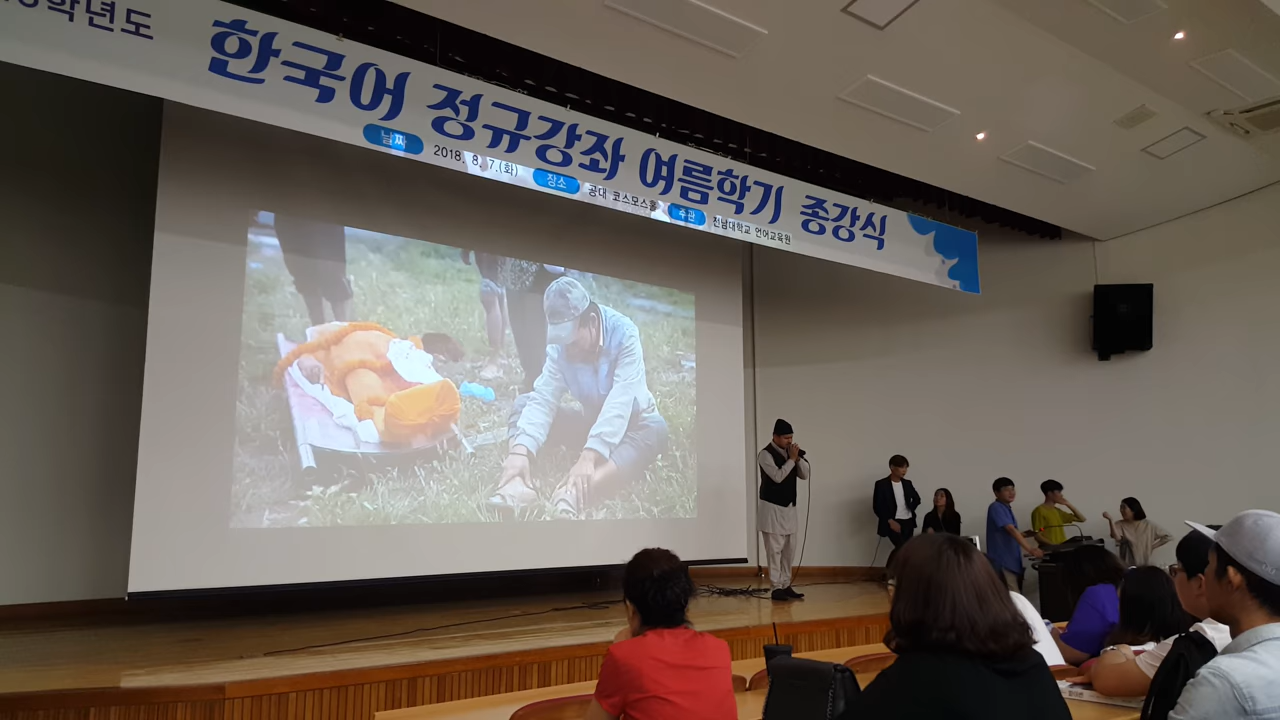 학년도
한국어 정규강좌 여름학기 종강식
날짜 2018. 8. 7.(화) 장소 공대 코스모스홀 주관 전남대학교 언어교육원